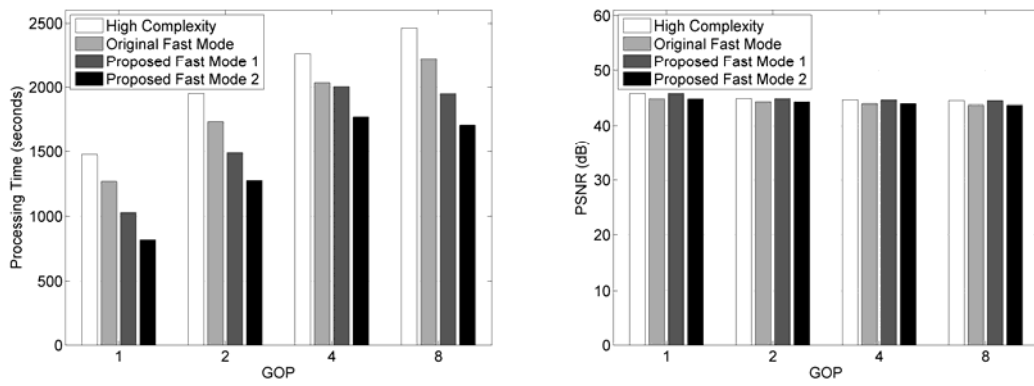 2500
2000
1500
1000
500
0
Processing Time (seconds)
High Complexity
Original Fast Mode
Proposed Fast Mode 1
Proposed Fast Mode 2
1 2 4 8
GOP
60
50
40
30
20
10
0
PSNR (dB)
High Complexity
Original Fast Mode
Proposed Fast Mode 1
Proposed Fast Mode 2
1 2 4 8
GOP